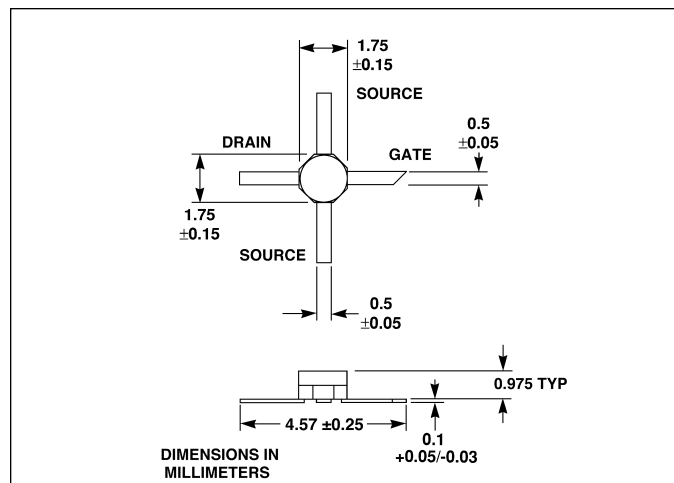 1.75
±0.15
SOURCE
DRAIN
GATE
0.5
±0.05
1.75
±0.15
SOURCE
0.5
±0.05
0.975 TYP
4.57 ±0.25
0.1
+0.05/-0.03
DIMENSIONS IN
MILLIMETERS